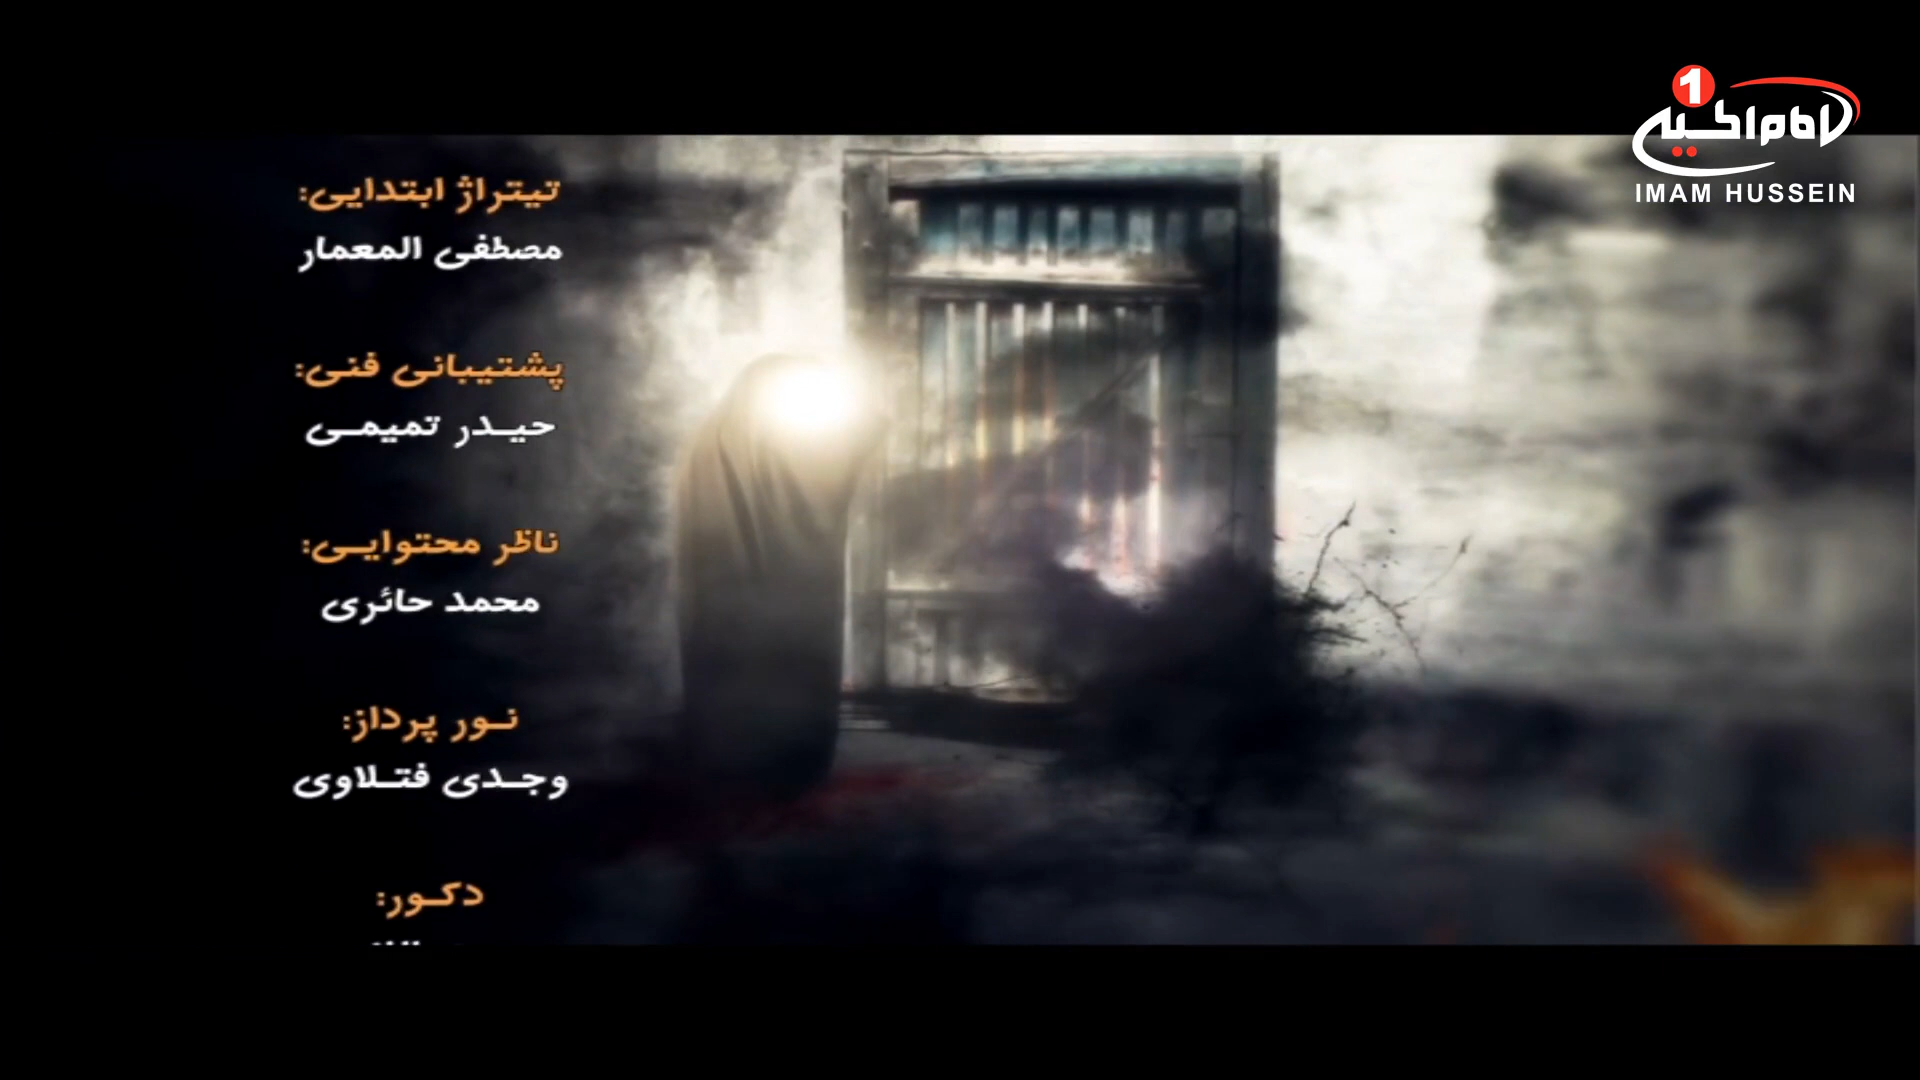 تیتراژ ابتدایی:
مصطفی المعمار
پشتیبانی فنی:
حیـدر تمیمـی
ناظر محتوایـی:
محمد حائری
نـور پرداز:
وجـدی فتـلاوی
دکـور:
1
IMAM HUSSEIN